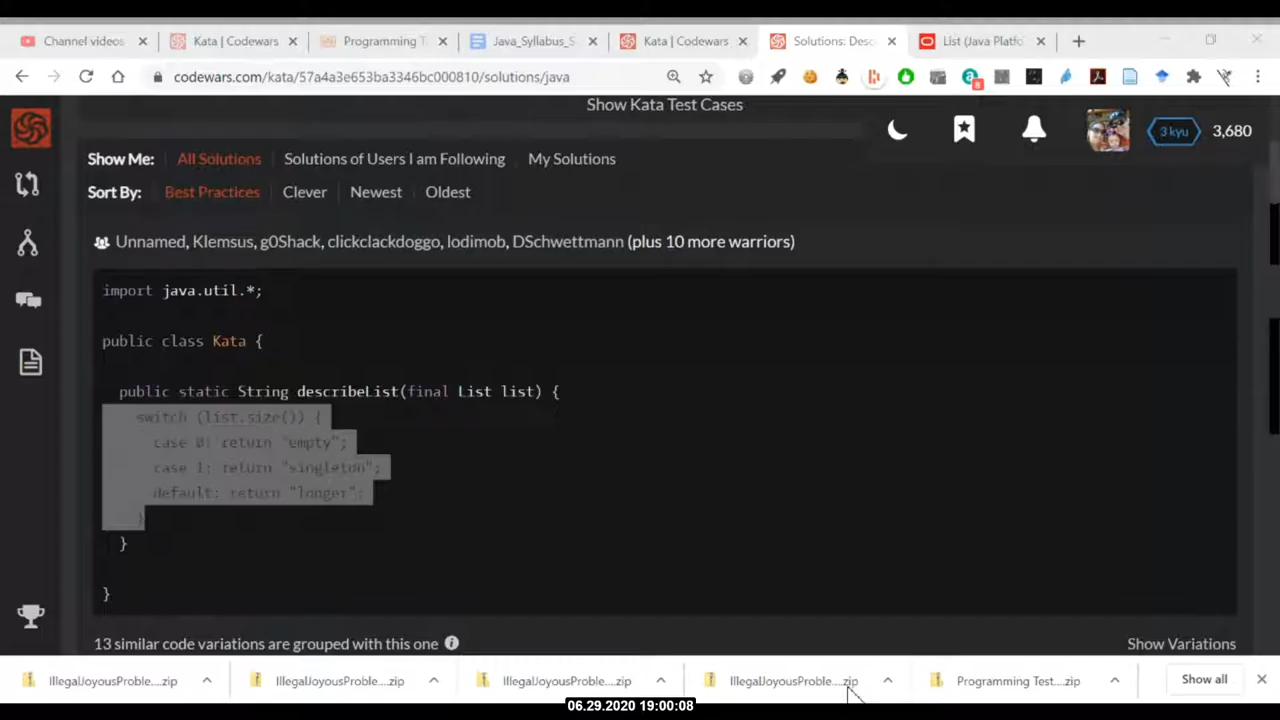 Channel videos
Kata | Codewars
Programming T
Java_Syllabus_S
Kata | Codewars
Solutions: Desc
List (Java Platfo
codewars.com/kata/57a4a3e653ba3346bc000810/solutions/java
8
Show Kata Test Cases
3 kyu
3,680
Show Me: All Solutions Solutions of Users I am Following My Solutions
Sort By: Best Practices Clever Newest Oldest
Unnamed, Klemsus, g0Shack, clickclackdoggo, lodimob, DSchwettmann (plus 10 more warriors)
import java.util.*;
public class Kata {
public static String describeList(final List list) {
switch (list.size()) {
case 0: return "empty";
case 1: return "singleton";
default: return "longer";
}
}
}
13 similar code variations are grouped with this one
Show Variations
IllegalJoyousProble....zip
IllegalJoyousProble....zip
IllegalJoyousProble....zip
IllegalJoyousProble....zip
Programming Test....zip
Show all
06.29.2020 19:00:08